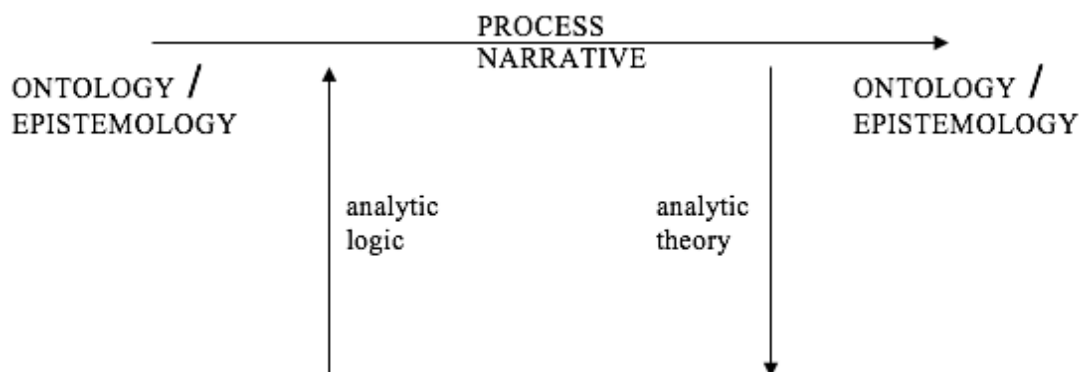 PROCESS
NARRATIVE
ONTOLOGY /
EPISTEMOLOGY
ONTOLOGY /
EPISTEMOLOGY
analytic
logic
analytic
theory